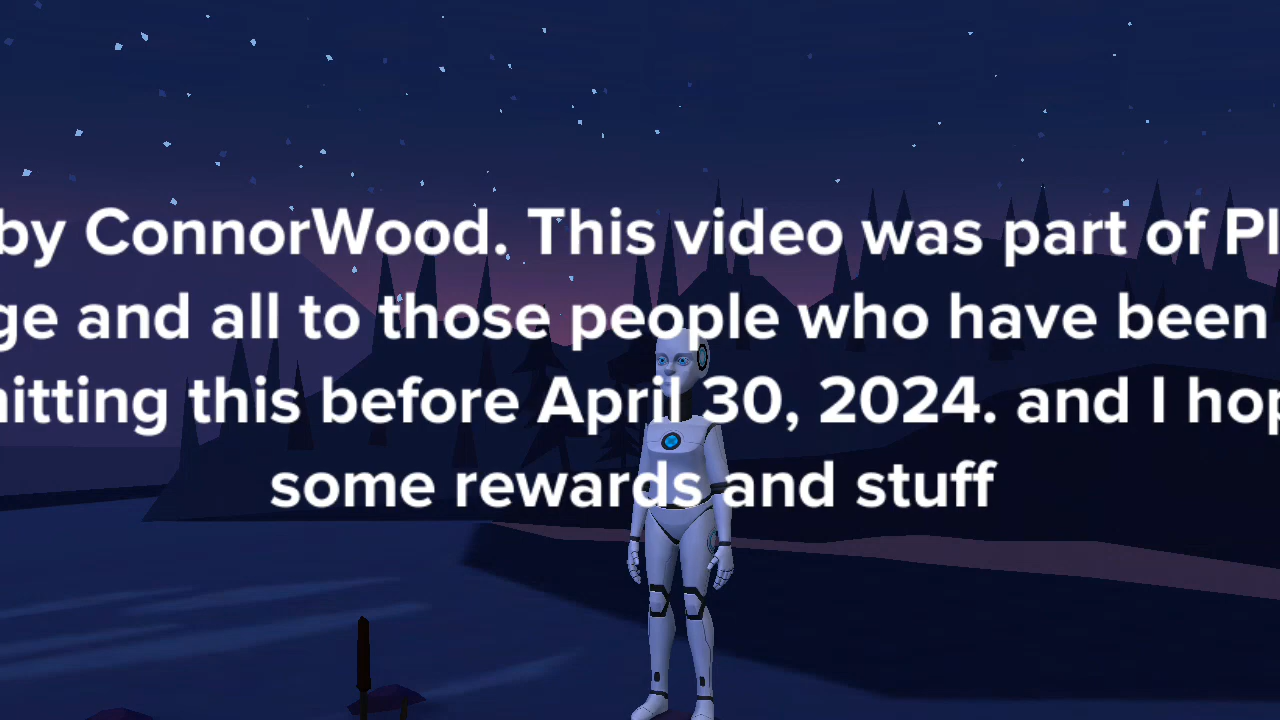 by ConnorWood. This video was part of Pl
ge and all to those people who have been
itting this before April 30, 2024. and I hop
some rewards and stuff